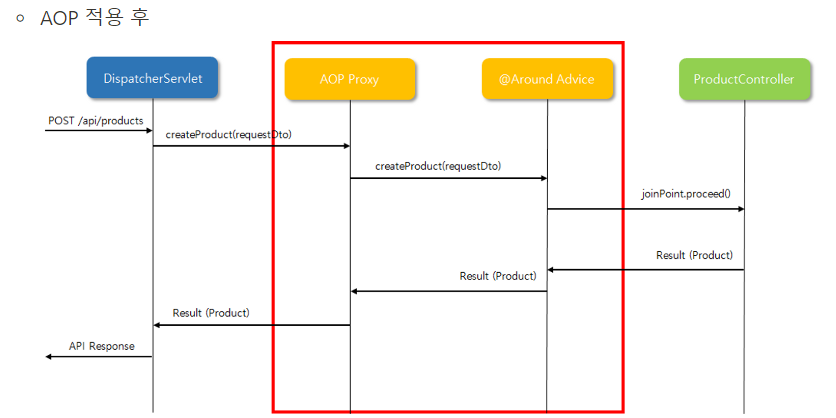 AOP 적용 후
DispatcherServlet
AOP Proxy
@Around Advice
ProductController
POST /api/products
createProduct(requestDto)
createProduct(requestDto)
joinPoint.proceed()
Result (Product)
Result (Product)
Result (Product)
API Response